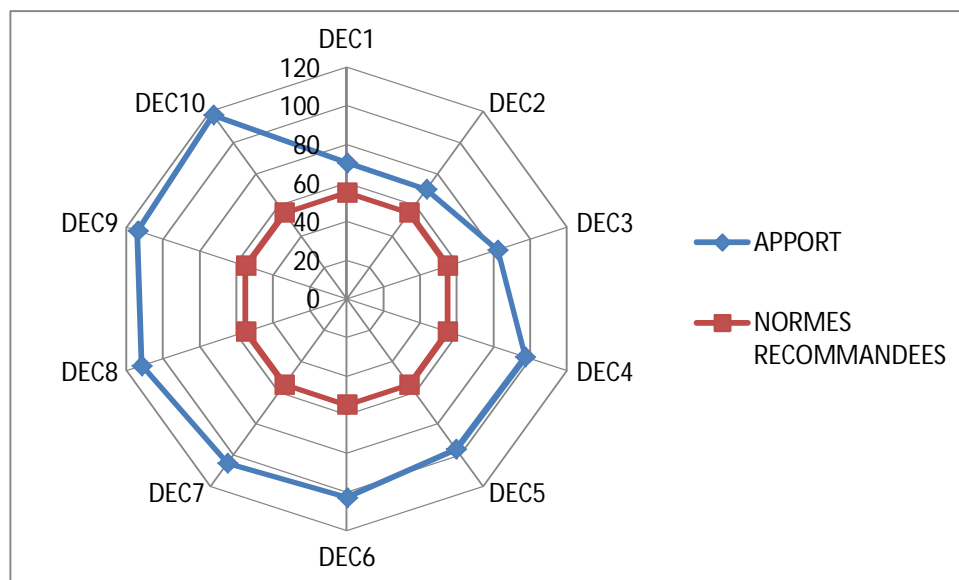 DEC1
120
DEC10
100
DEC2
80
60
DEC9
40
DEC3
20
0
APPORT
NORMES
RECOMMANDEES
DEC8
DEC4
DEC7
DEC5
DEC6